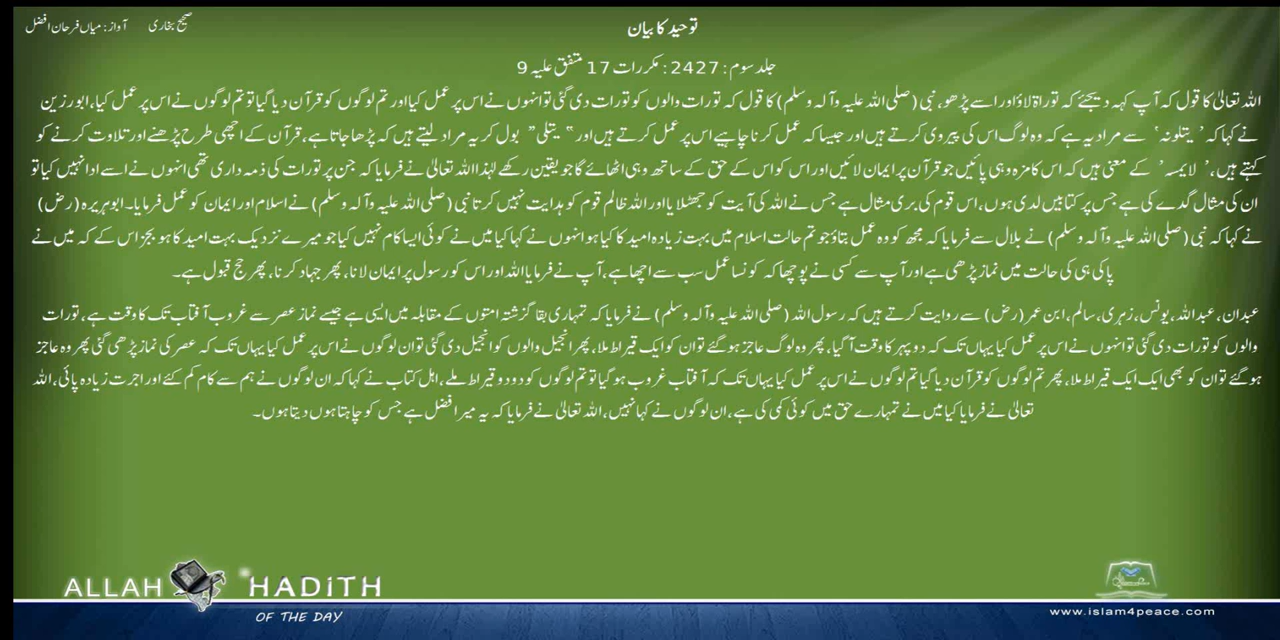 توحید کا بیان
صحیح بخاری
آواز: میاں فرحان افضل
جلد سوم : 2427 : مکررات 17 متفق علیہ 9
اللہ تعالیٰ کا قول کہ آپ کہہ دیجئے کہ توراۃ لاؤ اور اسے پڑھو، نبی (صلی اللہ علیہ وآلہ وسلم) کا قول کہ تورات والوں کو تورات دی گئی تو انہوں نے اس پر عمل کیا اور تم لوگوں کو قرآن دیا گیا تو تم لوگوں نے اس پر عمل کیا، ابورزین
نے کہا کہ ’یتلونہ‘ سے مراد یہ ہے کہ وہ لوگ اس کی پیروی کرتے ہیں اور جیسا کہ عمل کرنا چاہیے اس پر عمل کرتے ہیں اور ”یتلی“ بول کر یہ مراد لیتے ہیں کہ پڑھا جاتا ہے، قرآن کے اچھی طرح پڑھنے اور تلاوت کرنے کو
کہتے ہیں، ’لایمسہ‘ کے معنی ہیں کہ اس کا مزہ وہی پائیں جو قرآن پر ایمان لائیں اور اس کو اس کے حق کے ساتھ وہی اٹھائے گا جو یقین رکھے لہٰذا اللہ تعالیٰ نے فرمایا کہ جن پر تورات کی ذمہ داری تھی انہوں نے اسے ادا نہیں کیا تو
ان کی مثال گدے کی ہے جس پر کتابیں لدی ہوں، اس قوم کی بری مثال ہے جس نے اللہ کی آیت کو جھٹلایا اور اللہ ظالم قوم کو ہدایت نہیں کرتا نبی (صلی اللہ علیہ وآلہ وسلم) نے اسلام اور ایمان کو عمل فرمایا۔ ابوہریرہ (رض)
نے کہا کہ نبی (صلی اللہ علیہ وآلہ وسلم) نے بلال سے فرمایا کہ مجھ کو وہ عمل بتاؤ جو تم حالت اسلام میں بہت زیادہ امید کا کیا ہو انہوں نے کہا کیا میں نے کوئی ایسا کام نہیں کیا جو میرے نزدیک بہت امید کا ہو بجز اس کے کہ میں نے
پاکی ہی کی حالت میں نماز پڑھی ہے اور آپ سے کسی نے پوچھا کہ کونسا عمل سب سے اچھا ہے، آپ نے فرمایا اللہ اور اس کو رسول پر ایمان لانا، پھر جہاد کرنا، پھر حج قبول ہے۔
عبدان، عبداللہ، یونس، زہری، سالم، ابن عمر (رض) سے روایت کرتے ہیں کہ رسول اللہ (صلی اللہ علیہ وآلہ وسلم) نے فرمایا کہ تمہاری بقا گزشتہ امتوں کے مقابلہ میں ایسی ہے جیسے نماز عصر سے غروب آفتاب تک کا وقت ہے، تورات
والوں کو تورات دی گئی تو انہوں نے اس پر عمل کیا یہاں تک کہ دوپہر کا وقت آ گیا، پھر وہ لوگ عاجز ہو گئے تو ان کو ایک قیراط ملا، پھر انجیل والوں کو انجیل دی گئی تو ان لوگوں نے اس پر عمل کیا یہاں تک کہ عصر کی نماز پڑھی گئی پھر وہ عاجز
ہو گئے تو ان کو بھی ایک ایک قیراط ملا، پھر تم لوگوں کو قرآن دیا گیا تم لوگوں نے اس پر عمل کیا یہاں تک کہ آفتاب غروب ہو گیا تو تم لوگوں کو دو دو قیراط ملے، اہل کتاب نے کہا کہ ان لوگوں نے ہم سے کام کم کئے اور اجرت زیادہ پائی، اللہ
تعالیٰ نے فرمایا کیا میں نے تمہارے حق میں کوئی کمی کی ہے، ان لوگوں نے کہا نہیں، اللہ تعالیٰ نے فرمایا کہ یہ میرا فضل ہے جس کو چاہتا ہوں دیتا ہوں۔
ALLAH HADITH
OF THE DAY
www.islam4peace.com